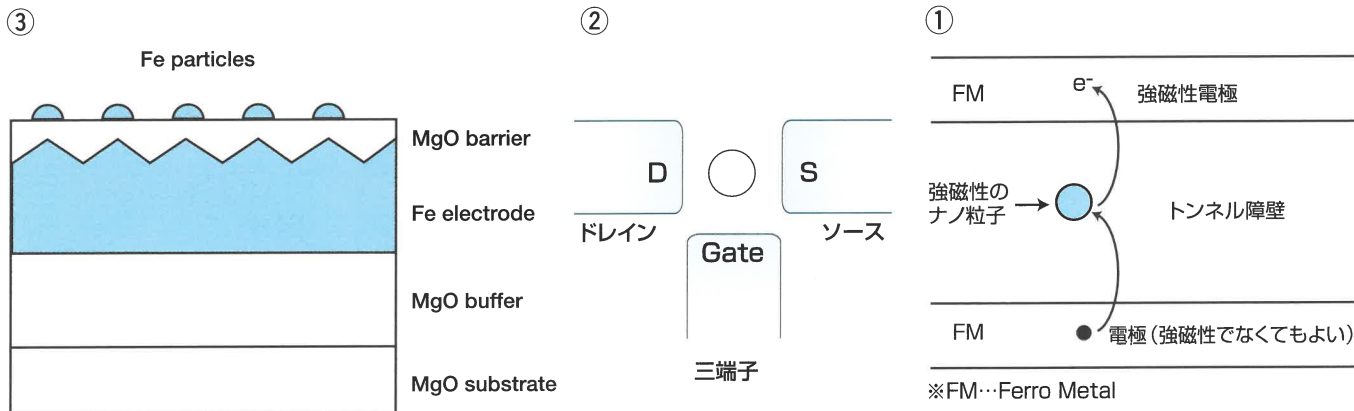 ③
Fe particles
MgO barrier
Fe electrode
MgO buffer
MgO substrate
②
D
S
ドレイン
ソース
Gate
三端子
①
FM
e-
強磁性電極
強磁性の
ナノ粒子
トンネル障壁
FM
電極(強磁性でなくてもよい)
※FM…Ferro Metal